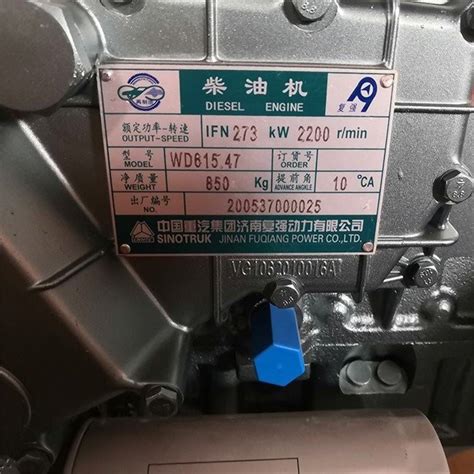 柴油机
DIESEL ENGINE
复强
额定功率-转速 IFN 273 kW 2200 r/min
OUTPUT-SPEED
型号 WD615.47 订货号
MODEL ORDER
净质量 850 Kg 提前角 10 °CA
WEIGHT ADVANCE ANGLE
出厂编号 200537000025
NO.
中国重汽集团济南复强动力有限公司
SINOTRUK JINAN FUQIANG POWER CO.,LTD.